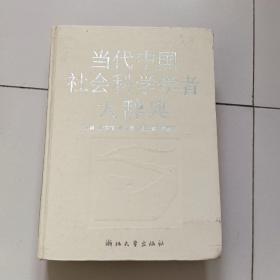 当代中国
社会科学学者
大辞典
浙江大学出版社